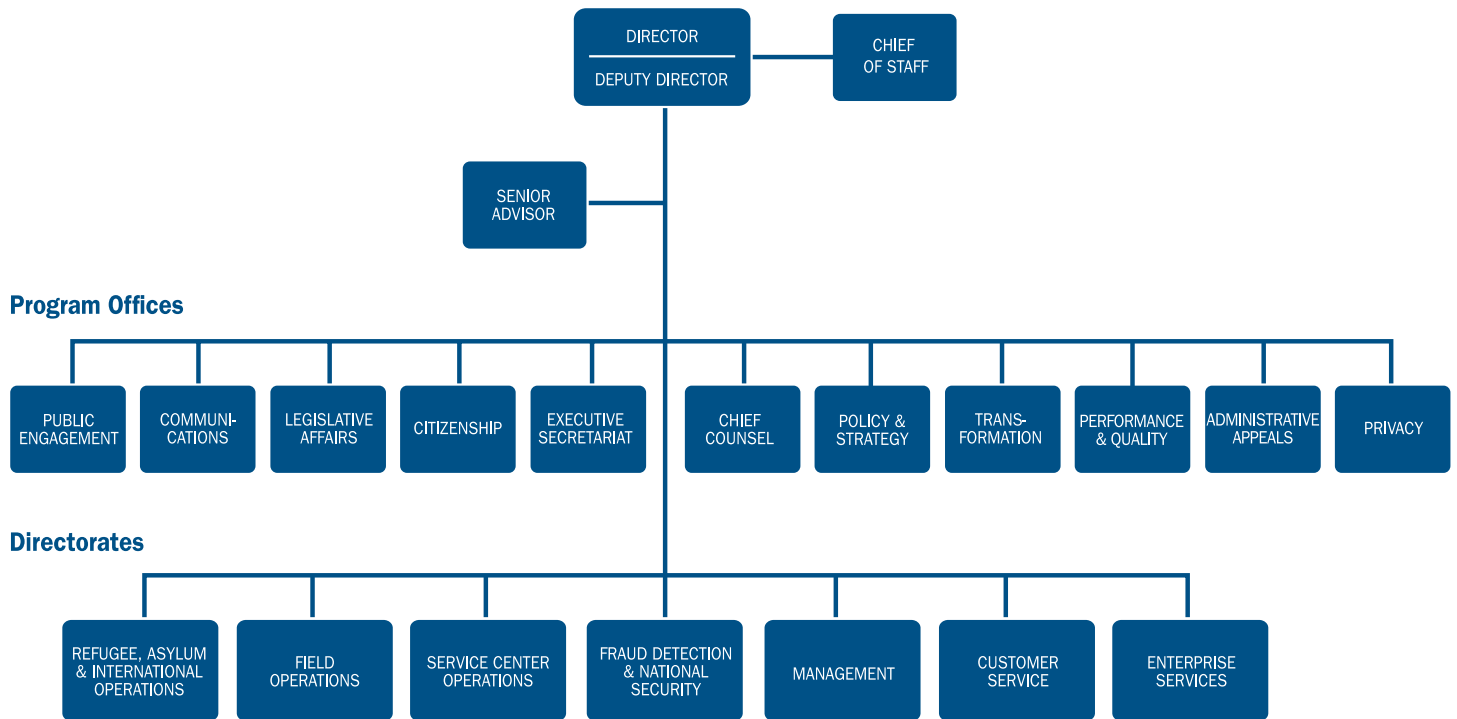 DIRECTOR
DEPUTY DIRECTOR
CHIEF
OF STAFF
SENIOR
ADVISOR
Program Offices
PUBLIC
ENGAGEMENT
COMMUNI-
CATIONS
LEGISLATIVE
AFFAIRS
CITIZENSHIP
EXECUTIVE
SECRETARIAT
CHIEF
COUNSEL
POLICY &
STRATEGY
TRANS-
FORMATION
PERFORMANCE
& QUALITY
ADMINISTRATIVE
APPEALS
PRIVACY
Directorates
REFUGEE, ASYLUM
& INTERNATIONAL
OPERATIONS
FIELD
OPERATIONS
SERVICE CENTER
OPERATIONS
FRAUD DETECTION
& NATIONAL
SECURITY
MANAGEMENT
CUSTOMER
SERVICE
ENTERPRISE
SERVICES